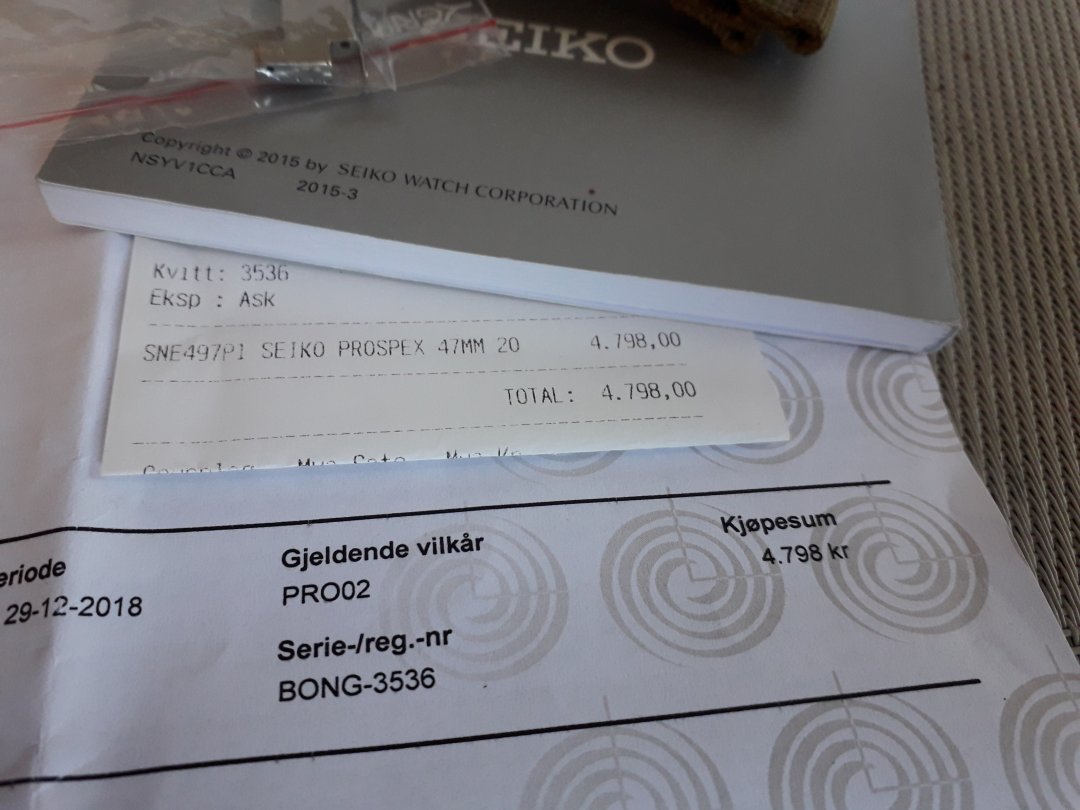 SEIKO
Copyright © 2015 by SEIKO WATCH CORPORATION
NSYV1CCA 2015-3
Kvitt: 3536
Eksp : Ask
SNE497P1 SEIKO PROSPEX 47MM 20 4.798,00
TOTAL: 4.798,00
eriode
29-12-2018
Gjeldende vilkår
PRO02
Serie-/reg.-nr
BONG-3536
Kjøpesum
4.798 kr